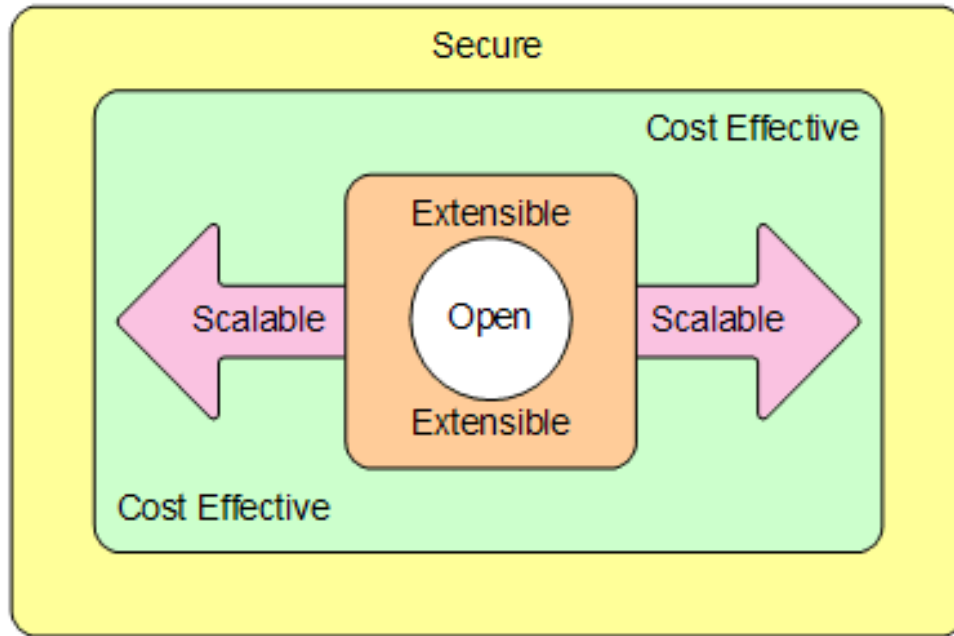 Secure
Cost Effective
Extensible
Scalable
Open
Scalable
Extensible
Cost Effective